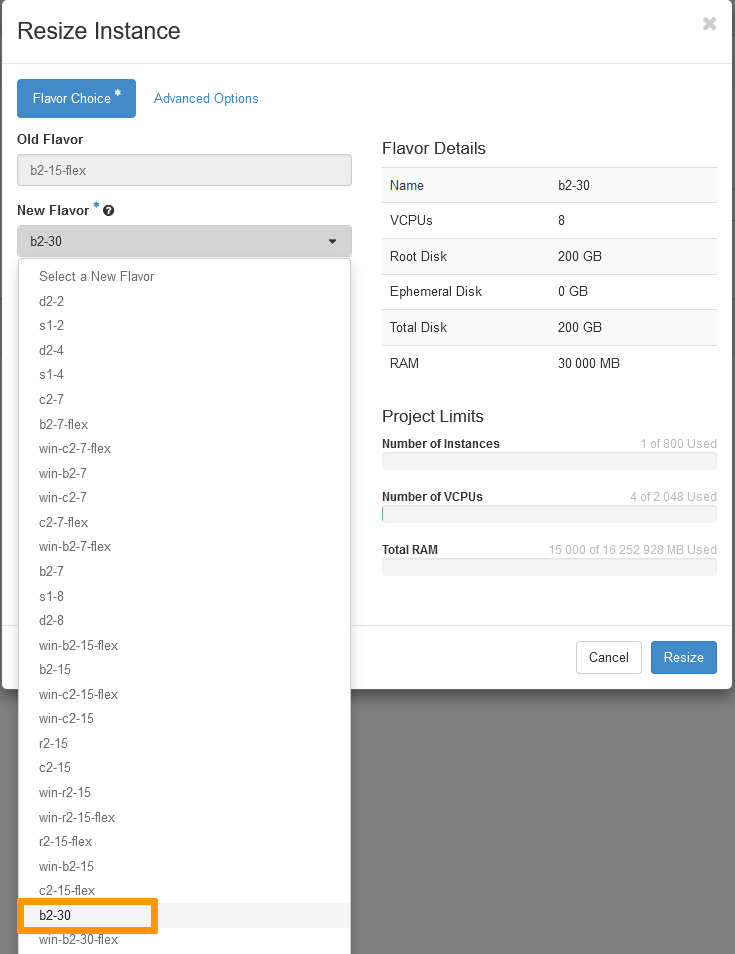 Resize Instance
×
Flavor Choice *
Advanced Options
Old Flavor
b2-15-flex
New Flavor * ?
b2-30
Select a New Flavor
d2-2
s1-2
d2-4
s1-4
c2-7
b2-7-flex
win-c2-7-flex
win-b2-7
win-c2-7
c2-7-flex
win-b2-7-flex
b2-7
s1-8
d2-8
win-b2-15-flex
b2-15
win-c2-15-flex
win-c2-15
r2-15
c2-15
win-r2-15
win-r2-15-flex
r2-15-flex
win-b2-15
c2-15-flex
b2-30
win-b2-30-flex
Flavor Details
Name b2-30
VCPUs 8
Root Disk 200 GB
Ephemeral Disk 0 GB
Total Disk 200 GB
RAM 30 000 MB
Project Limits
Number of Instances 1 of 800 Used
Number of VCPUs 4 of 2 048 Used
Total RAM 15 000 of 16 252 928 MB Used
Cancel
Resize